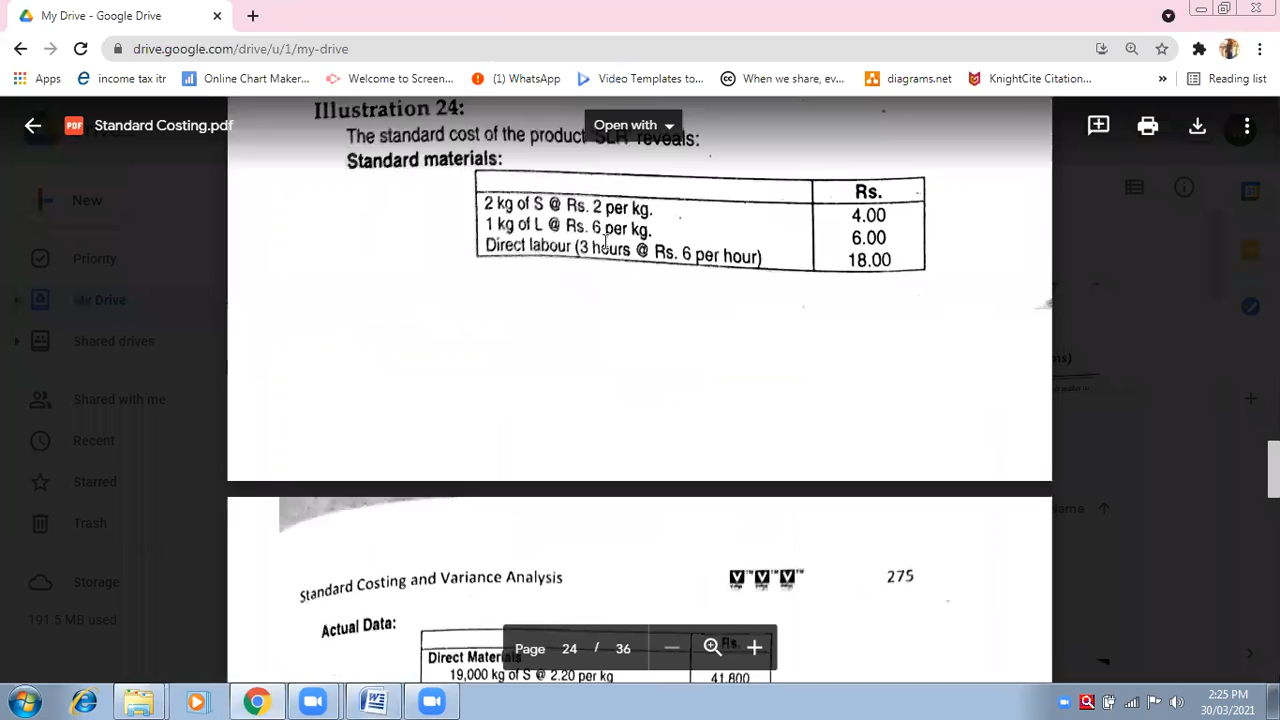 My Drive - Google Drive
drive.google.com/drive/u/1/my-drive
Apps income tax itr Online Chart Maker... Welcome to Screen... (1) WhatsApp Video Templates to... When we share, ev... diagrams.net KnightCite Citation... » Reading list
Illustration 24:
PDF Standard Costing.pdf Open with
The standard cost of the product SLR reveals:
Standard materials:
Rs.
2 kg of S @ Rs. 2 per kg. 4.00
1 kg of L @ Rs. 6 per kg. 6.00
Direct labour (3 hours @ Rs. 6 per hour) 18.00
New
Priority
My Drive
Shared drives
Shared with me
Recent
Starred
Trash
Storage
191.5 MB used
Name
Standard Costing and Variance Analysis 275
Actual Data:
Page 24 / 36
Rs.
Direct Materials
19,000 kg of S @ 2.20 per kg 41,800
2:25 PM
30/03/2021